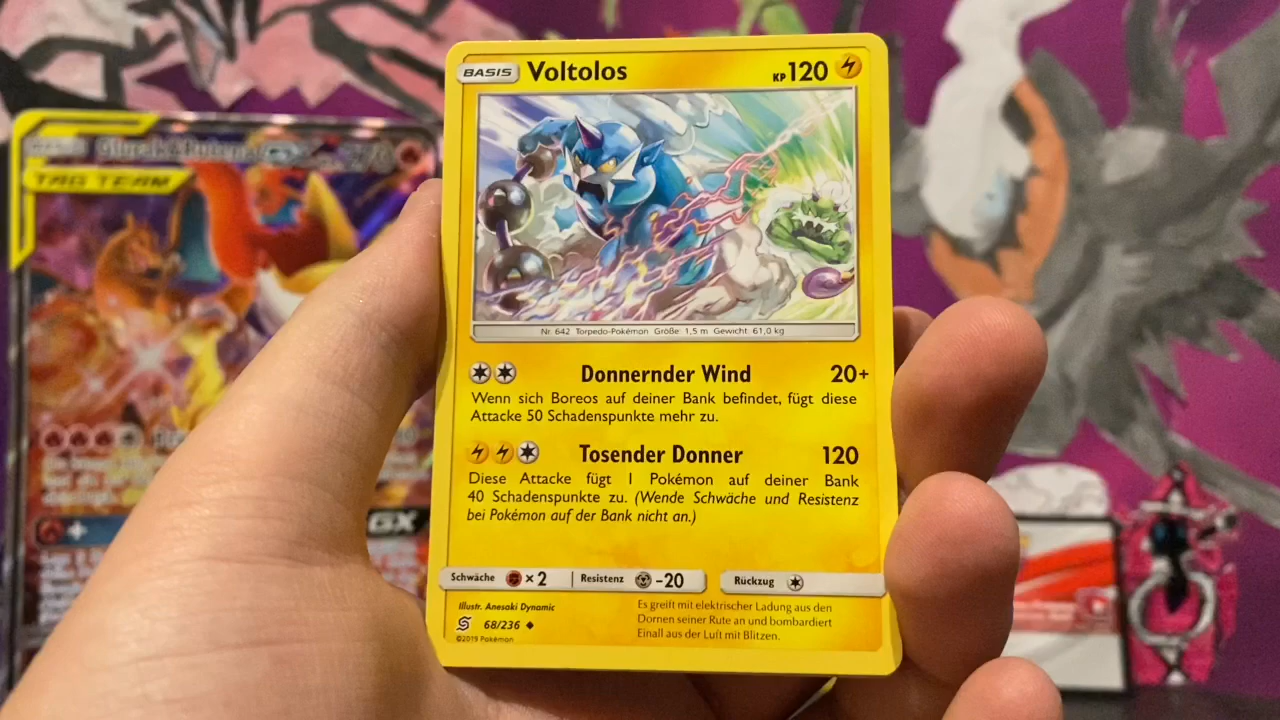 BASIS Voltolos KP120
Nr. 642 Torpedo-Pokémon Größe: 1,5 m Gewicht: 61,0 kg
Donnernder Wind 20+
Wenn sich Boreos auf deiner Bank befindet, fügt diese
Attacke 50 Schadenspunkte mehr zu.
Tosender Donner 120
Diese Attacke fügt 1 Pokémon auf deiner Bank
40 Schadenspunkte zu. (Wende Schwäche und Resistenz
bei Pokémon auf der Bank nicht an.)
Schwäche ×2 Resistenz -20 Rückzug
Illustr. Anesaki Dynamic
68/236
©2019 Pokémon
Es greift mit elektrischer Ladung aus den
Dornen seiner Rute an und bombardiert
Einall aus der Luft mit Blitzen.
TAG TEAM
GX